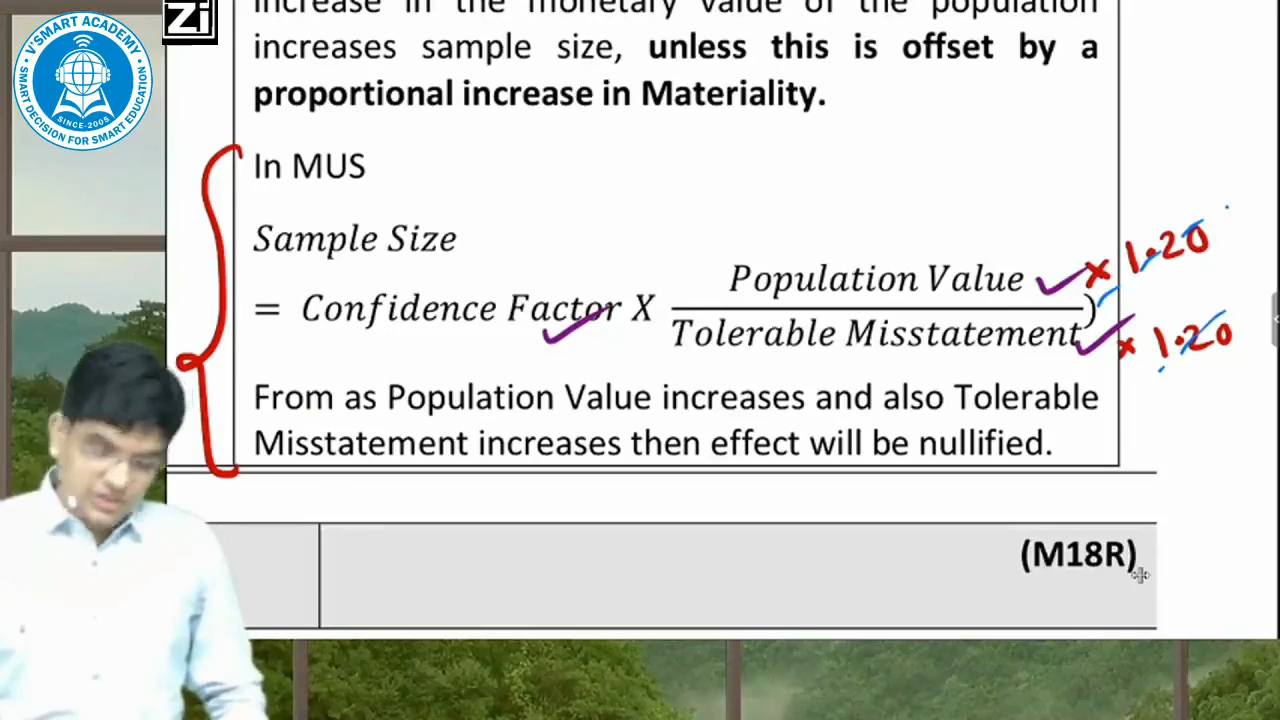 V'SMART ACADEMY
SINCE-2005
SMART DECISION FOR SMART EDUCATION
Zi
increase in the monetary value of the population
increases sample size, unless this is offset by a
proportional increase in Materiality.
In MUS
Sample Size
= Confidence Factor X Population Value / Tolerable Misstatement)
× 1.20
× 1.20
From as Population Value increases and also Tolerable
Misstatement increases then effect will be nullified.
(M18R)